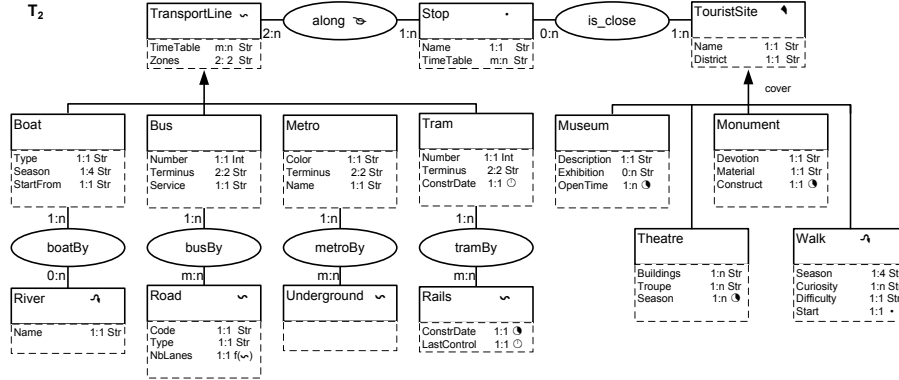 T2
TransportLine
TimeTable m:n Str
Zones 2: 2 Str
2:n
along
1:n
Stop
Name 1:1 Str
TimeTable m:n Str
0:n
is_close
1:n
TouristSite
Name 1:1 Str
District 1:1 Str
cover
Boat
Type 1:1 Str
Season 1:4 Str
StartFrom 1:1 Str
Bus
Number 1:1 Int
Terminus 2:2 Str
Service 1:1 Str
Metro
Color 1:1 Str
Terminus 2:2 Str
Name 1:1 Str
Tram
Number 1:1 Int
Terminus 2:2 Str
ConstrDate 1:1
Museum
Description 1:1 Str
Exhibition 0:n Str
OpenTime 1:n
Monument
Devotion 1:1 Str
Material 1:1 Str
Construct 1:1
1:n
1:n
1:n
1:n
boatBy
busBy
metroBy
tramBy
0:n
m:n
m:n
m:n
Theatre
Buildings 1:n Str
Troupe 1:n Str
Season 1:n
Walk
Season 1:4 Str
Curiosity 1:n Str
Difficulty 1:1 Str
Start 1:1
River
Name 1:1 Str
Road
Code 1:1 Str
Type 1:1 Str
NbLanes 1:1 f(~)
Underground
Rails
ConstrDate 1:1
LastControl 1:1